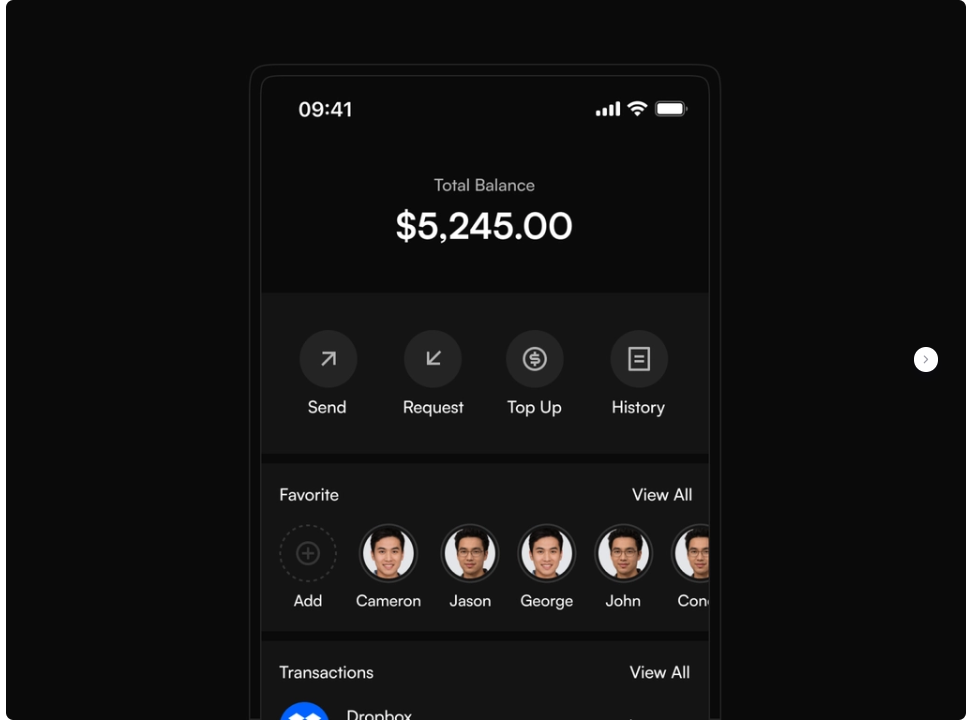 09:41
Total Balance
$5,245.00
Send Request Top Up History
Favorite View All
Add Cameron Jason George John Con
Transactions View All
Dropbox